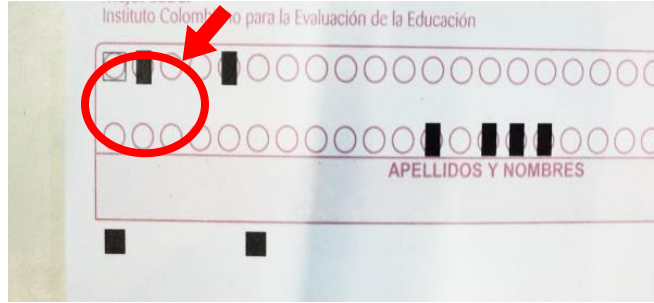 Instituto Colombiano para la Evaluación de la Educación
APELLIDOS Y NOMBRES